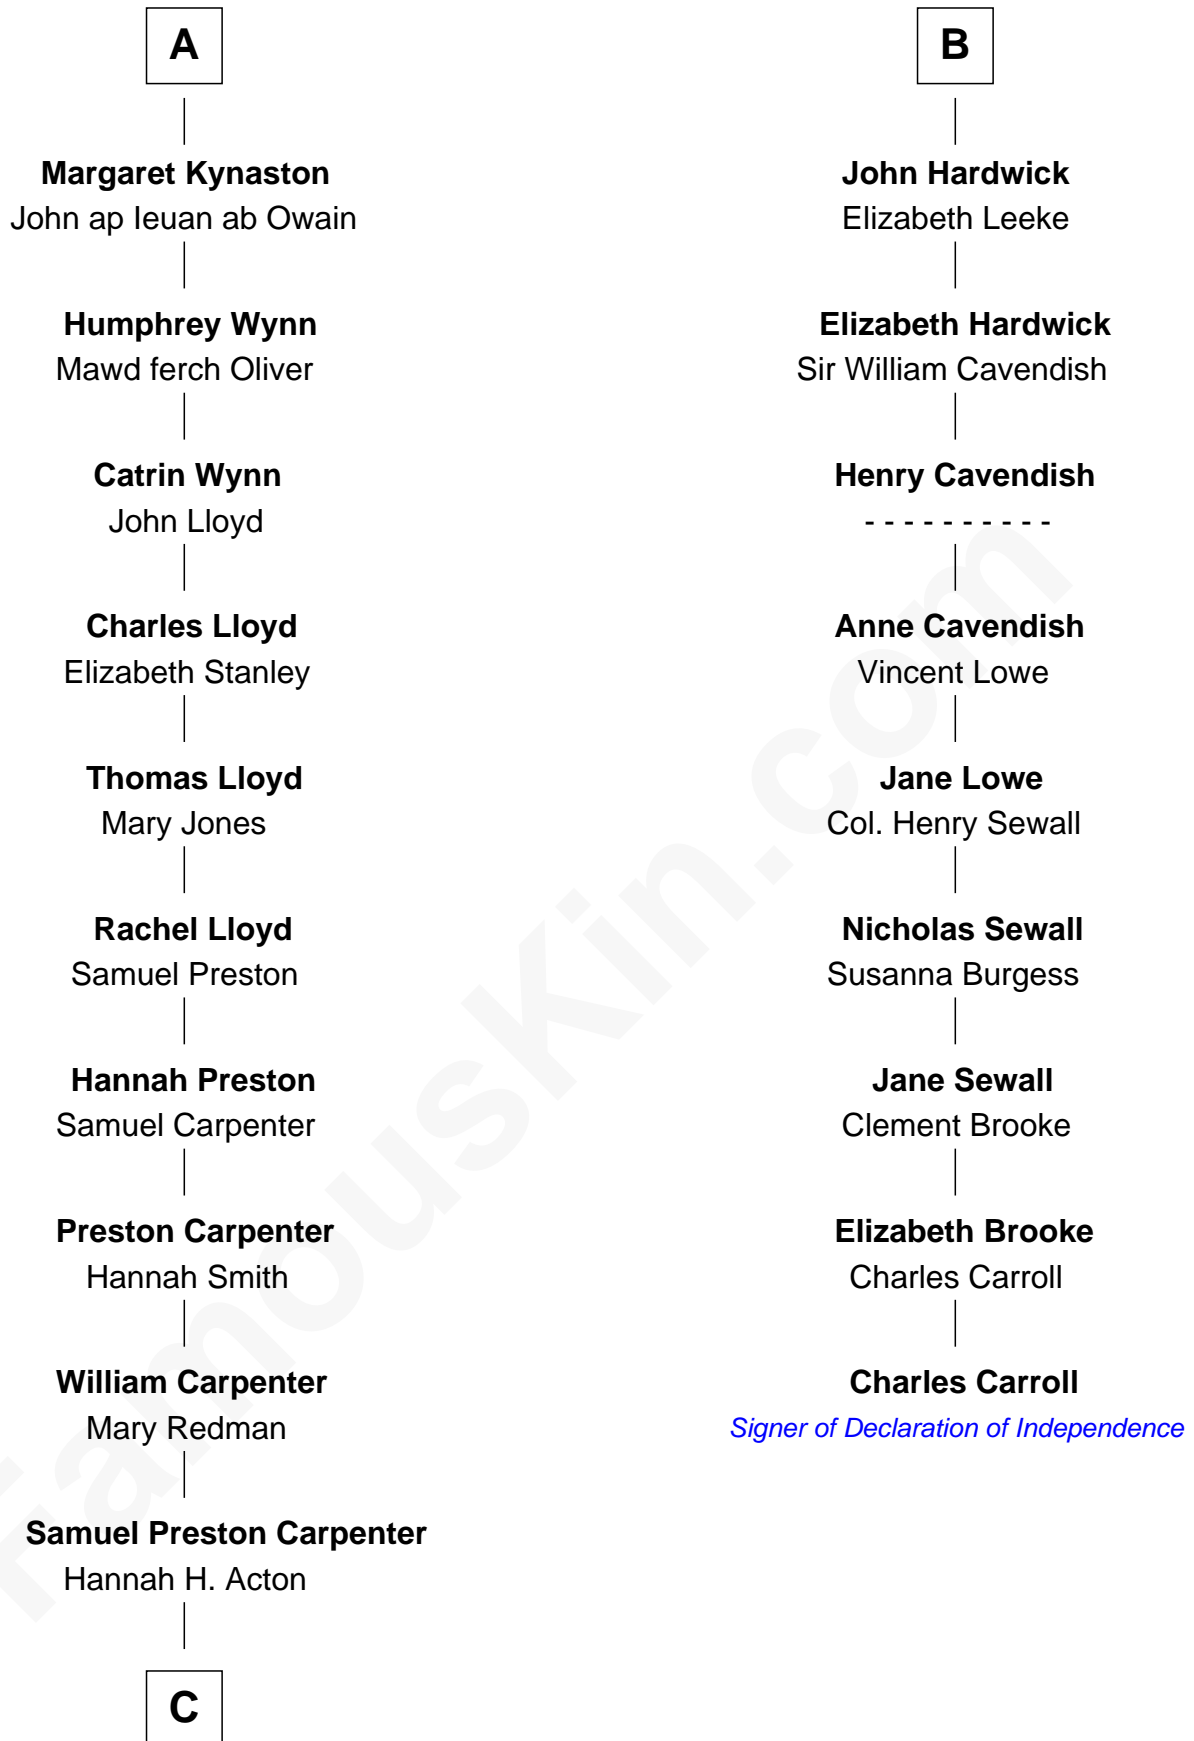 A
Margaret Kynaston
John ap Ieuan ab Owain
Humphrey Wynn
Mawd ferch Oliver
Catrin Wynn
John Lloyd
Charles Lloyd
Elizabeth Stanley
Thomas Lloyd
Mary Jones
Rachel Lloyd
Samuel Preston
Hannah Preston
Samuel Carpenter
Preston Carpenter
Hannah Smith
William Carpenter
Mary Redman
Samuel Preston Carpenter
Hannah H. Acton
C
B
John Hardwick
Elizabeth Leeke
Elizabeth Hardwick
Sir William Cavendish
Henry Cavendish
- - - - - - - - - -
Anne Cavendish
Vincent Lowe
Jane Lowe
Col. Henry Sewall
Nicholas Sewall
Susanna Burgess
Jane Sewall
Clement Brooke
Elizabeth Brooke
Charles Carroll
Charles Carroll
Signer of Declaration of Independence
FamousKin.com